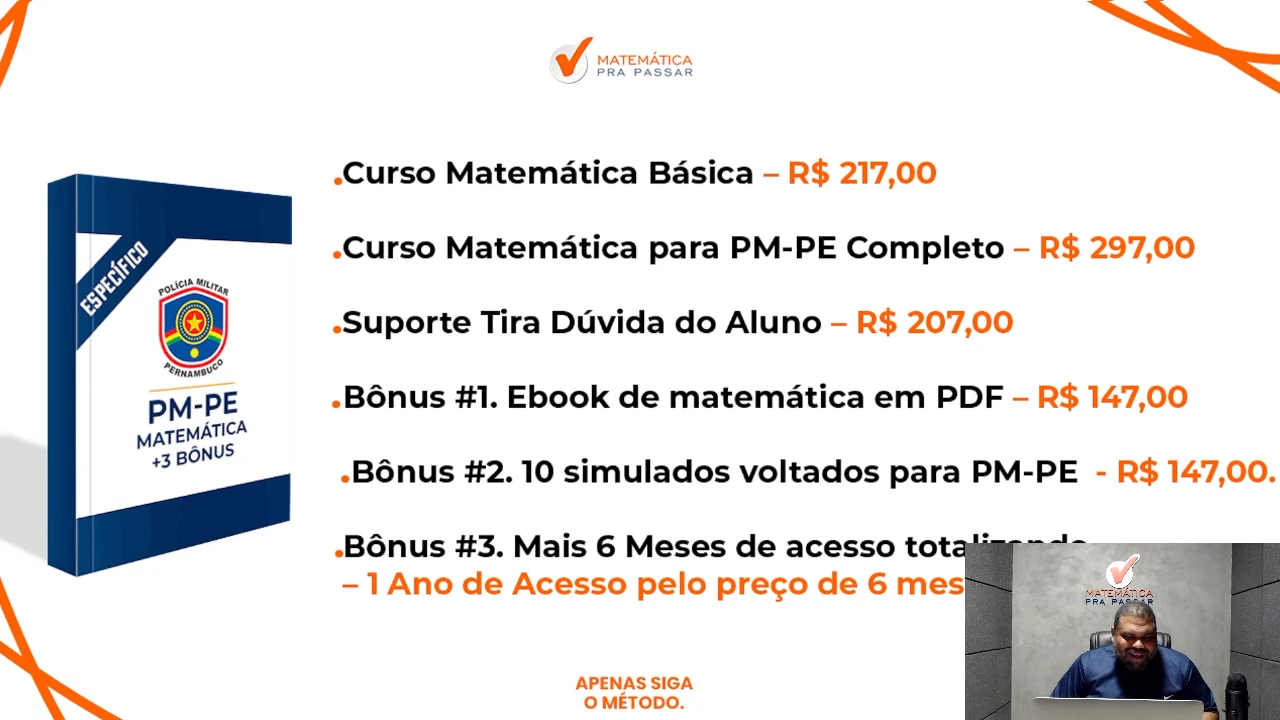 MATEMÁTICA
PRA PASSAR
.Curso Matemática Básica – R$ 217,00
.Curso Matemática para PM-PE Completo – R$ 297,00
.Suporte Tira Dúvida do Aluno – R$ 207,00
.Bônus #1. Ebook de matemática em PDF – R$ 147,00
.Bônus #2. 10 simulados voltados para PM-PE - R$ 147,00.
.Bônus #3. Mais 6 Meses de acesso totalizando
– 1 Ano de Acesso pelo preço de 6
ESPECÍFICO
POLÍCIA MILITAR
PERNAMBUCO
PM-PE
MATEMÁTICA
+3 BÔNUS
MATEMÁTICA
PRA PASSAR
APENAS SIGA
O MÉTODO.